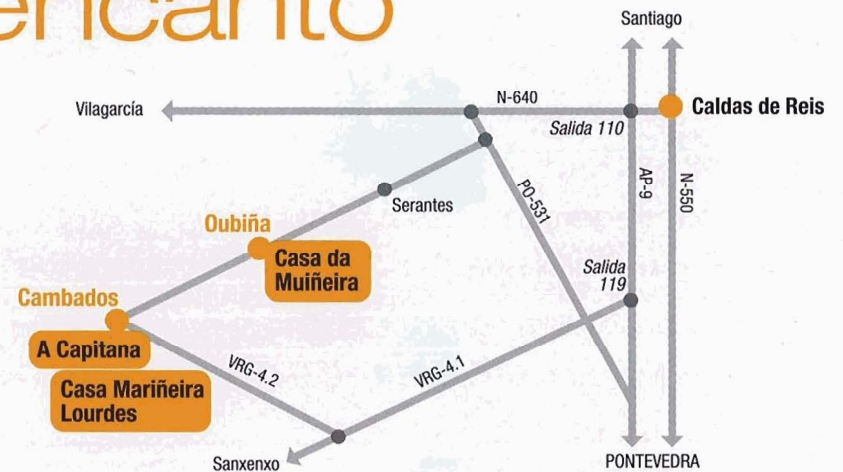 encanto
Santiago
Vilagarcía
N-640
Caldas de Reis
Salida 110
AP-9
N-550
PO-531
Serantes
Oubiña
Casa da
Muiñeira
Salida
119
Cambados
A Capitana
Casa Mariñeira
Lourdes
VRG-4.2
VRG-4.1
Sanxenxo
PONTEVEDRA